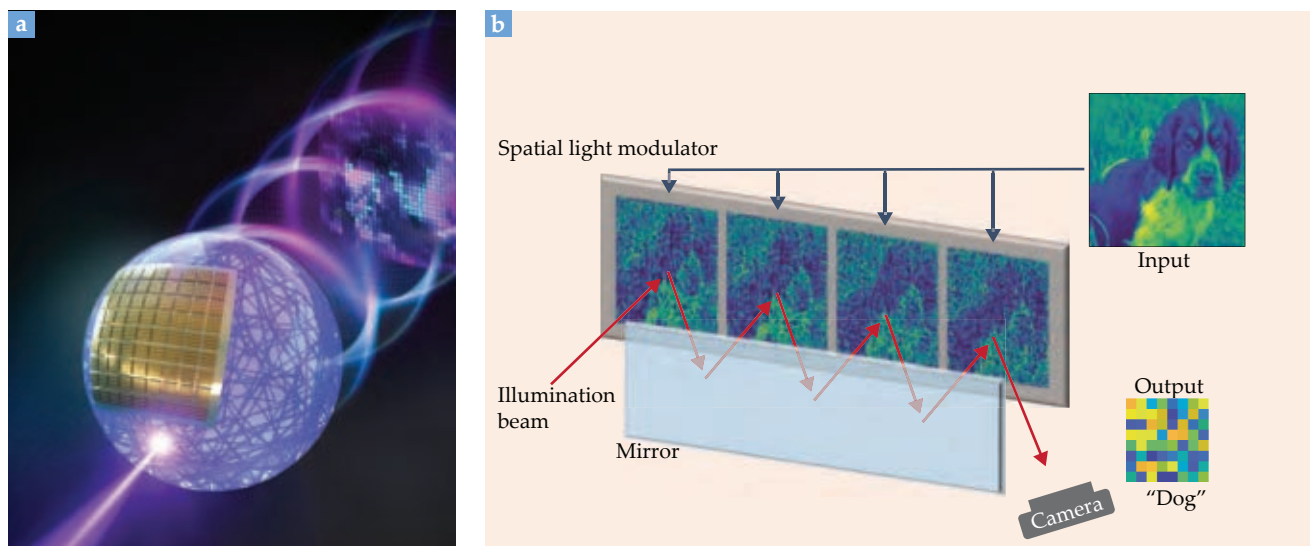 a
b
Spatial light modulator
Input
Illumination
beam
Mirror
Output
"Dog"
Camera